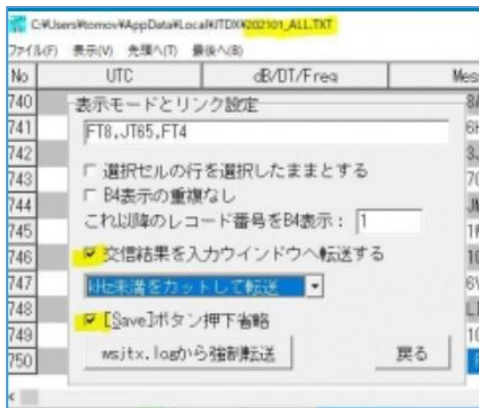 C:¥Users¥tomov¥AppData¥Local¥JTDX¥202101_ALL.TXT
ファイル(F) 表示(V) 先頭へ(T) 最後へ(B)
No UTC dB/DT/Freq Mess
740
表示モードとリンク設定
741
FT8,JT65,FT4
742
743
選択セルの行を選択したままとする
744
B4表示の重複なし
745
これ以降のレコード番号をB4表示: 1
746
交信結果を入力ウインドウへ転送する
747
kHz未満をカットして転送
748
[Save]ボタン押下省略
749
wsjtx.logから強制転送 戻る
750